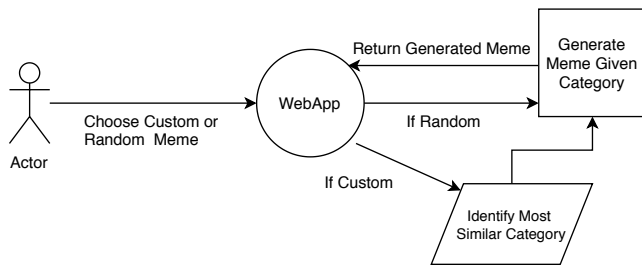 Return Generated Meme
Generate
Meme Given
Category
WebApp
Choose Custom or
Random Meme
If Random
Actor
If Custom
Identify Most
Similar Category